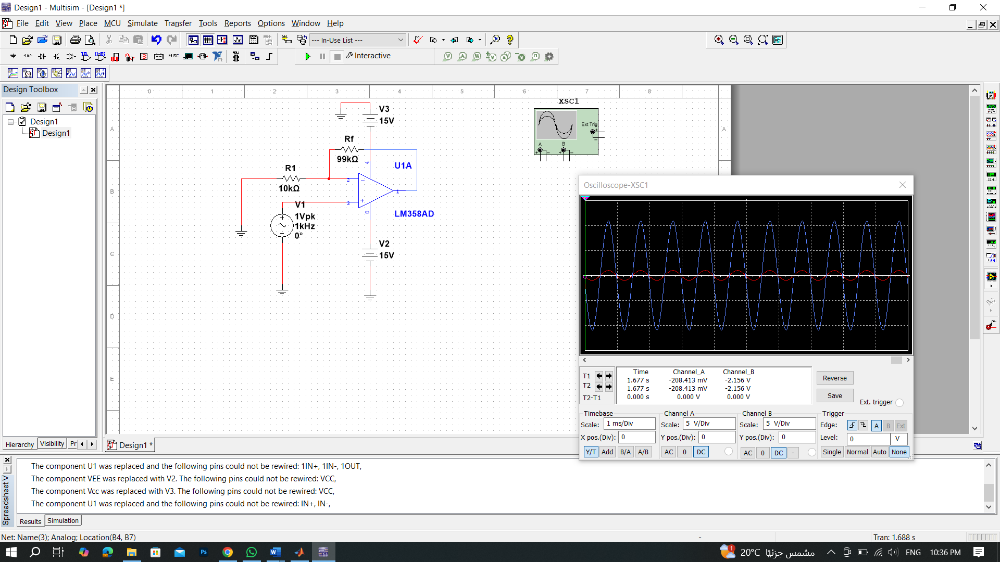 Design1 - Multisim - [Design1 *]
File Edit View Place MCU Simulate Transfer Tools Reports Options Window Help
--- In-Use List ---
MISC
Interactive
Design Toolbox
Design1
Design1
0 1 2 3 4 5 6 7 8
A
B
C
D
E
A
V3
15V
Rf
99kΩ
4
U1A
R1
10kΩ
2
3
1
8
LM358AD
V1
1Vpk
1kHz
0°
V2
15V
XSC1
Ext Trig
A
B
Oscilloscope-XSC1
T1
T2
T2-T1
Time Channel_A Channel_B
1.677 s -208.413 mV -2.156 V
1.677 s -208.413 mV -2.156 V
0.000 s 0.000 V 0.000 V
Reverse
Save
Ext. trigger
Timebase
Scale: 1 ms/Div
X pos.(Div): 0
Y/T Add B/A A/B
Channel A
Scale: 5 V/Div
Y pos.(Div): 0
AC 0 DC
Channel B
Scale: 5 V/Div
Y pos.(Div): 0
AC 0 DC -
Trigger
Edge: A B Ext
Level: 0 V
Single Normal Auto None
Hierarchy Visibility Pr
Design1 *
Spreadsheet V
The component U1 was replaced and the following pins could not be rewired: 1IN+, 1IN-, 1OUT,
The component VEE was replaced with V2. The following pins could not be rewired: VCC,
The component Vcc was replaced with V3. The following pins could not be rewired: VCC,
The component U1 was replaced and the following pins could not be rewired: IN+, IN-,
Results Simulation
Net: Name(3); Analog; Location(B4, B7)
-
Tran: 1.688 s
Ps
W
1
20°C مشمس جزئيًا
ENG
10:36 PM